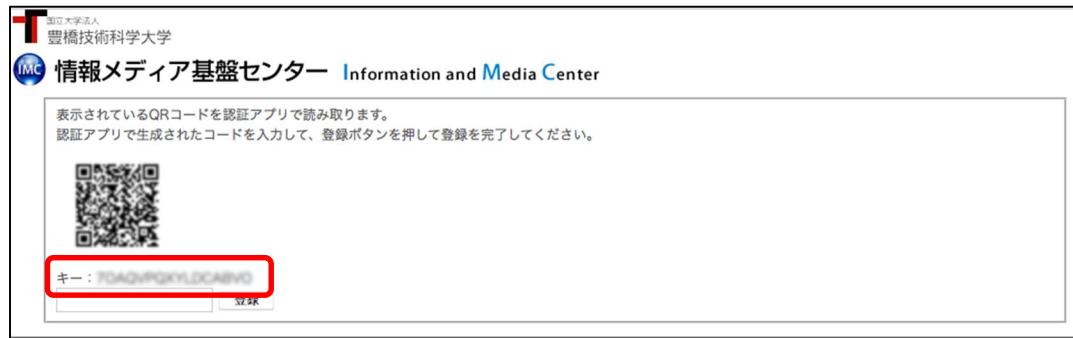 国立大学法人
豊橋技術科学大学
IMC 情報メディア基盤センター Information and Media Center
表示されているQRコードを認証アプリで読み取ります。
認証アプリで生成されたコードを入力して、登録ボタンを押して登録を完了してください。
キー:
登録